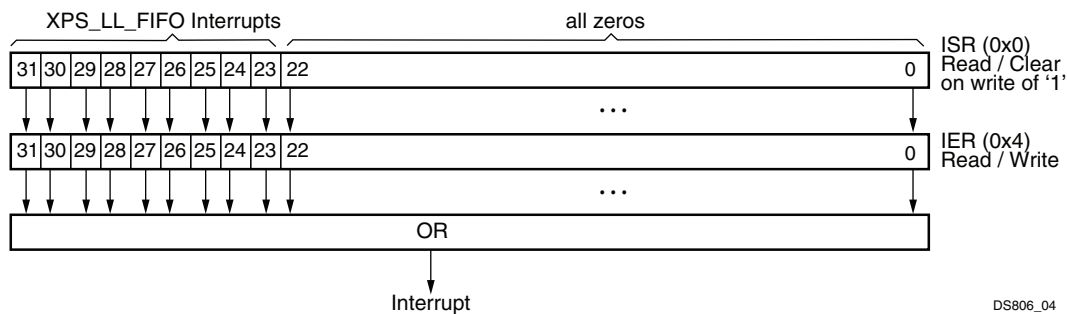 XPS_LL_FIFO Interrupts all zeros
31 30 29 28 27 26 25 24 23 22 0
ISR (0x0)
Read / Clear
on write of ‘1’
...
31 30 29 28 27 26 25 24 23 22 0
IER (0x4)
Read / Write
...
OR
Interrupt
DS806_04